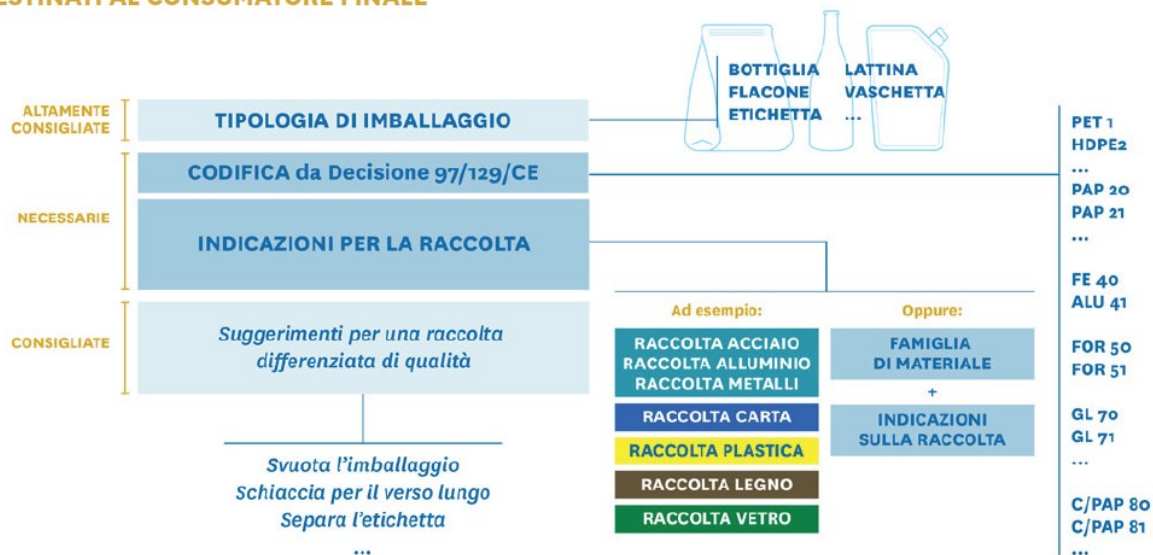 ESTINATI AL CONSUMATORE FINALE
BOTTIGLIA LATTINA
FLACONE VASCHETTA
ETICHETTA ...
ALTAMENTE
CONSIGLIATE
TIPOLOGIA DI IMBALLAGGIO
NECESSARIE
CODIFICA da Decisione 97/129/CE
INDICAZIONI PER LA RACCOLTA
CONSIGLIATE
Suggerimenti per una raccolta
differenziata di qualità
Svuota l'imballaggio
Schiaccia per il verso lungo
Separa l'etichetta
...
Ad esempio:
RACCOLTA ACCIAIO
RACCOLTA ALLUMINIO
RACCOLTA METALLI
RACCOLTA CARTA
RACCOLTA PLASTICA
RACCOLTA LEGNO
RACCOLTA VETRO
Oppure:
FAMIGLIA
DI MATERIALE
+
INDICAZIONI
SULLA RACCOLTA
PET 1
HDPE2
...
PAP 20
PAP 21
...
FE 40
ALU 41
FOR 50
FOR 51
GL 70
GL 71
...
C/PAP 80
C/PAP 81
...